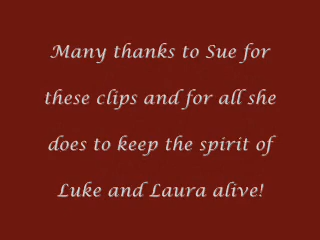 Many thanks to Sue for
these clips and for all she
does to keep the spirit of
Luke and Laura alive!